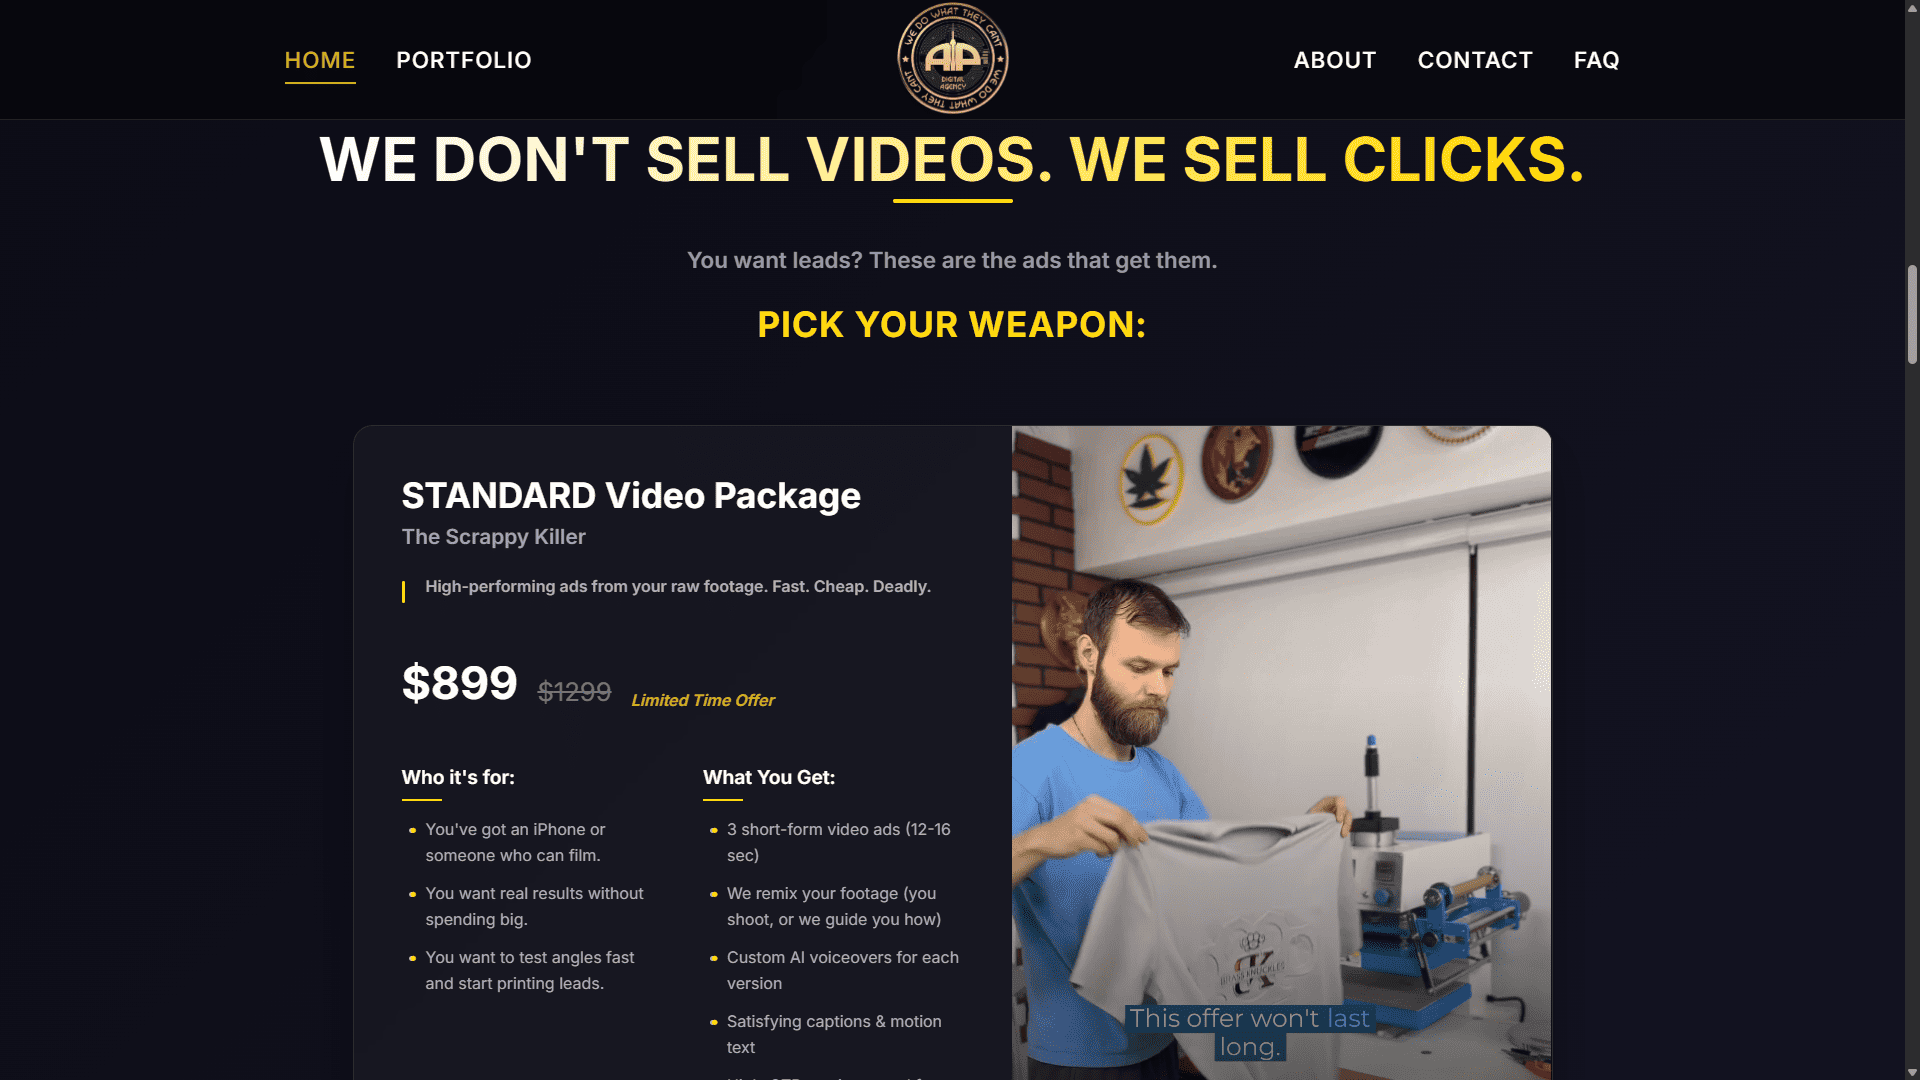 HOME
PORTFOLIO
WE DO WHAT THEY CANT
WE DO WHAT THEY CANT
AP
DIGITAL
AGENCY
ABOUT
CONTACT
FAQ
WE DON'T SELL VIDEOS. WE SELL CLICKS.
You want leads? These are the ads that get them.
PICK YOUR WEAPON:
STANDARD Video Package
The Scrappy Killer
High-performing ads from your raw footage. Fast. Cheap. Deadly.
$899 $1299 Limited Time Offer
Who it's for:
You've got an iPhone or
someone who can film.
You want real results without
spending big.
You want to test angles fast
and start printing leads.
What You Get:
3 short-form video ads (12-16
sec)
We remix your footage (you
shoot, or we guide you how)
Custom AI voiceovers for each
version
Satisfying captions & motion
text
BRASS KNUCKLES
This offer won't last
long.